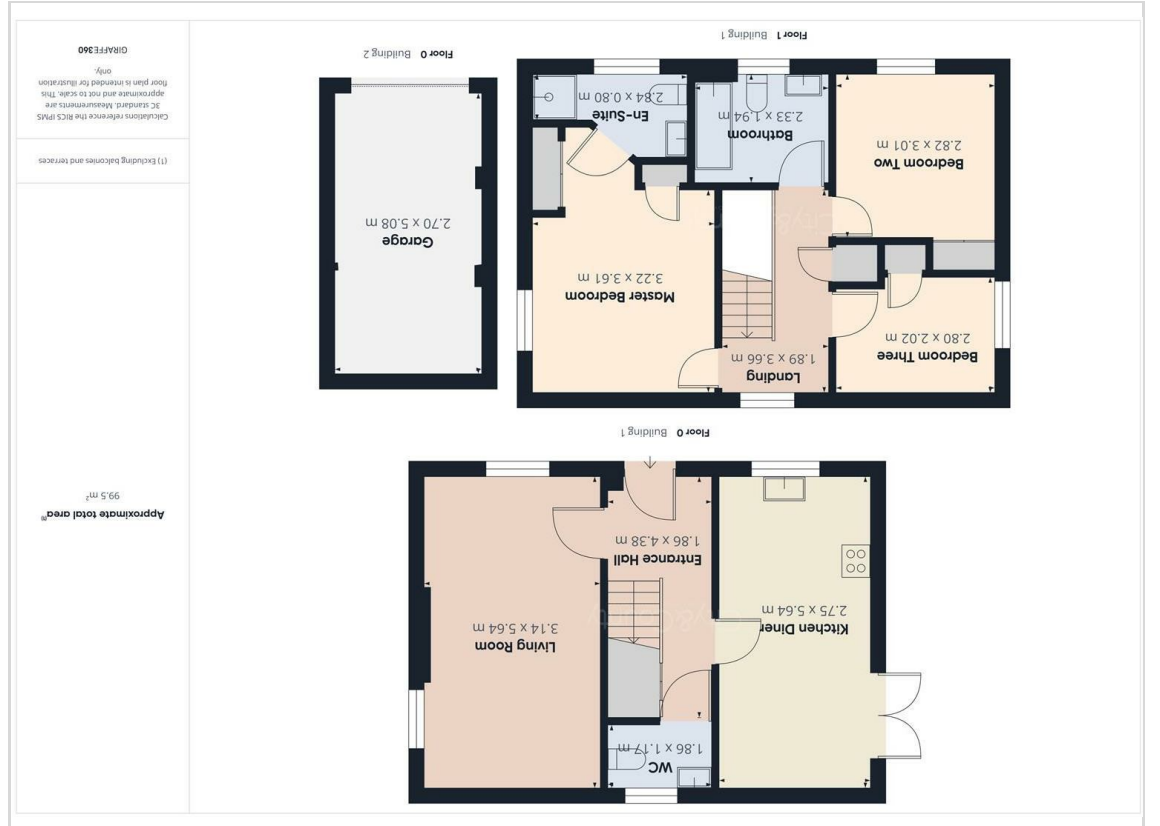 WC
1.86 x 1.17 m
Kitchen Diner
2.75 x 5.64 m
Living Room
3.14 x 5.64 m
City&County
Entrance Hall
1.86 x 4.38 m
Floor 0 Building 1
Landing
1.89 x 3.66 m
Bedroom Three
2.80 x 2.02 m
Master Bedroom
3.22 x 3.61 m
Bedroom Two
2.82 x 3.01 m
Bathroom
2.33 x 1.94 m
En-Suite
2.84 x 0.80 m
Floor 1 Building 1
Garage
2.70 x 5.08 m
Floor 0 Building 2
Approximate total area⁽¹⁾
99.5 m²
(1) Excluding balconies and terraces
Calculations reference the RICS IPMS
3C standard. Measurements are
approximate and not to scale. This
floor plan is intended for illustration
only.
GIRAFFE360